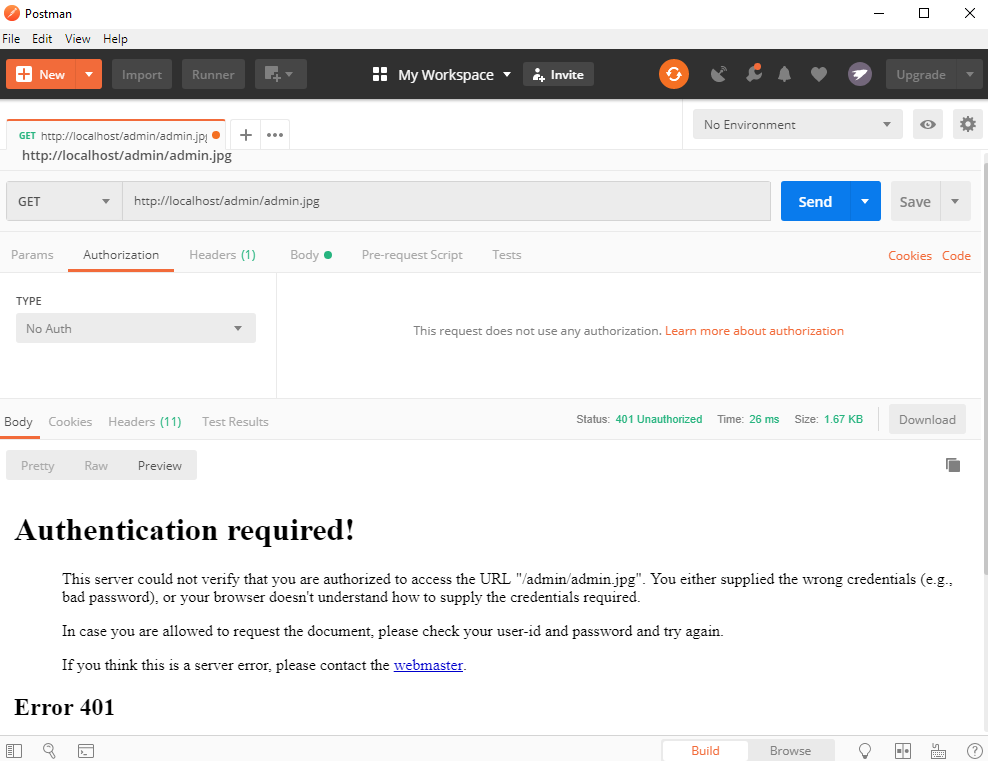 Postman
File Edit View Help
New Import Runner My Workspace Invite Upgrade
GET http://localhost/admin/admin.jp
No Environment
http://localhost/admin/admin.jpg
GET http://localhost/admin/admin.jpg Send Save
Params Authorization Headers (1) Body Pre-request Script Tests Cookies Code
TYPE
No Auth
This request does not use any authorization. Learn more about authorization
Body Cookies Headers (11) Test Results Status: 401 Unauthorized Time: 26 ms Size: 1.67 KB Download
Pretty Raw Preview
Authentication required!
This server could not verify that you are authorized to access the URL "/admin/admin.jpg". You either supplied the wrong credentials (e.g.,
bad password), or your browser doesn't understand how to supply the credentials required.
In case you are allowed to request the document, please check your user-id and password and try again.
If you think this is a server error, please contact the webmaster.
Error 401
Build Browse